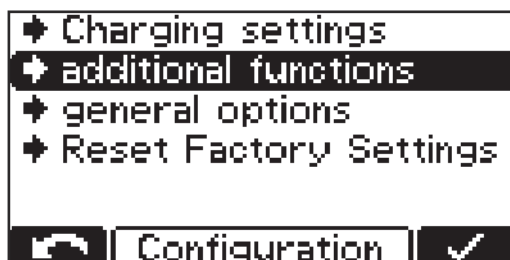 Charging settings
additional functions
general options
Reset Factory Settings
Configuration